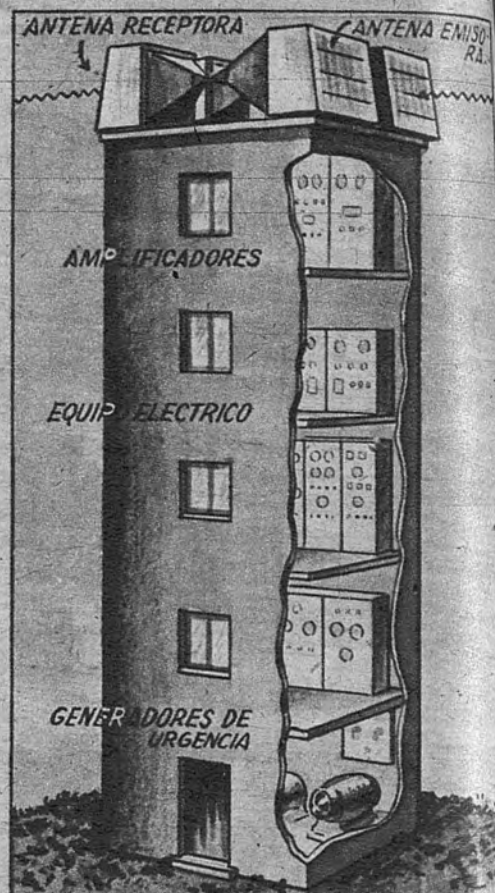 ANTENA RECEPTORA
ANTENA EMISO-
RA.
AMPLIFICADORES
EQUIPO ELECTRICO
GENERADORES DE
URGENCIA